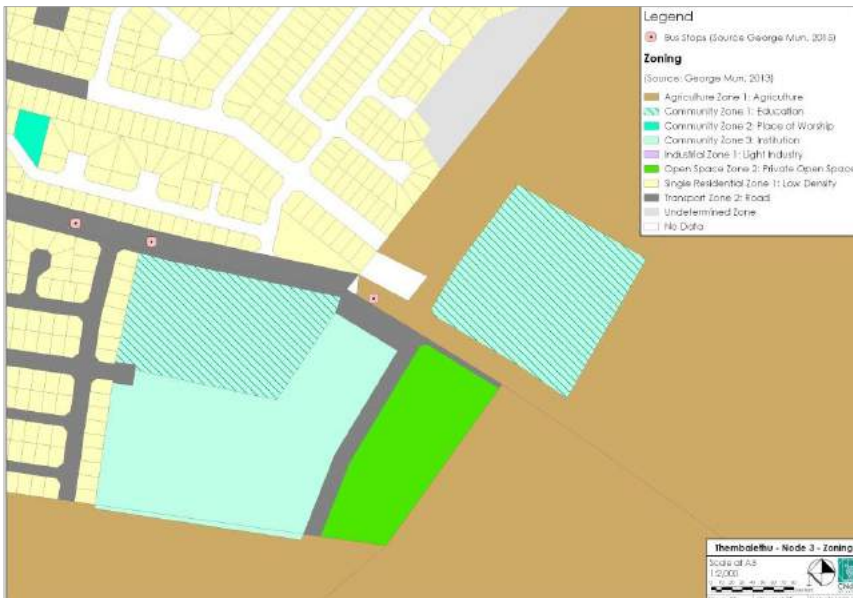 Legend
Bus Stops (Source George Mun. 2015)
Zoning
(Source: George Mun. 2013)
Agriculture Zone 1: Agriculture
Community Zone 1: Education
Community Zone 2: Place of Worship
Community Zone 3: Institution
Industrial Zone 1: Light Industry
Open Space Zone 2: Private Open Space
Single Residential Zone 1: Low Density
Transport Zone 2: Road
Undetermined Zone
No Data
Thembalethu - Node 3 - Zoning
Scale at A3
1:2,000